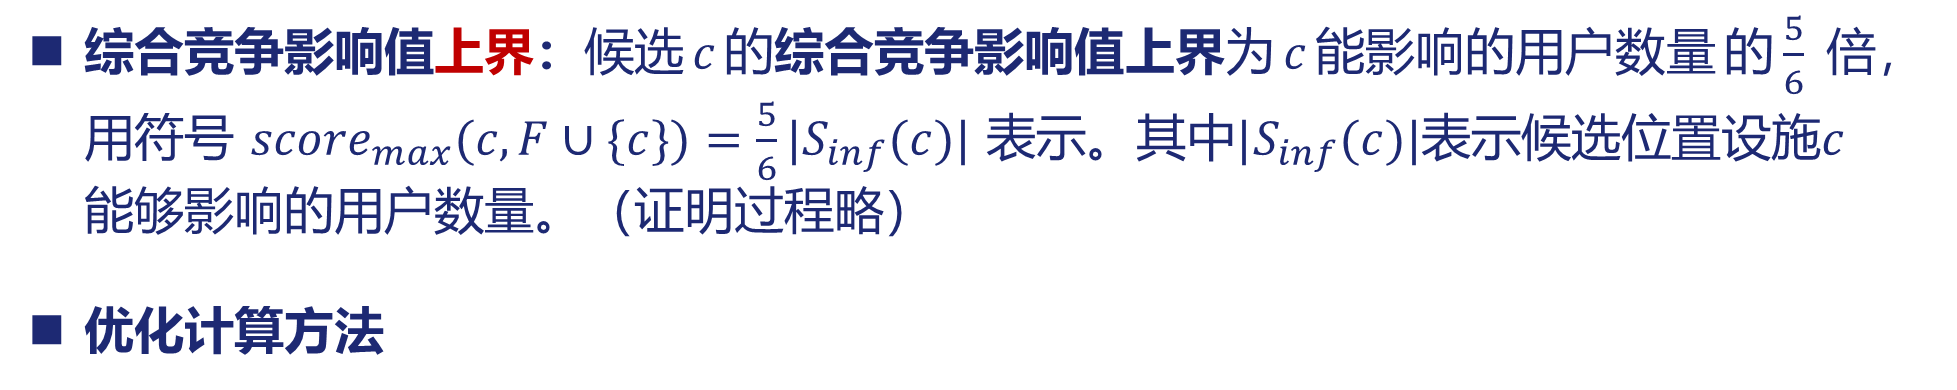 ■ 综合竞争影响值上界：候选 c 的综合竞争影响值上界为 c 能影响的用户数量的 5/6 倍，
用符号 score_max(c, F ∪ {c}) = 5/6 |S_inf(c)| 表示。其中|S_inf(c)|表示候选位置设施c
能够影响的用户数量。（证明过程略）
■ 优化计算方法